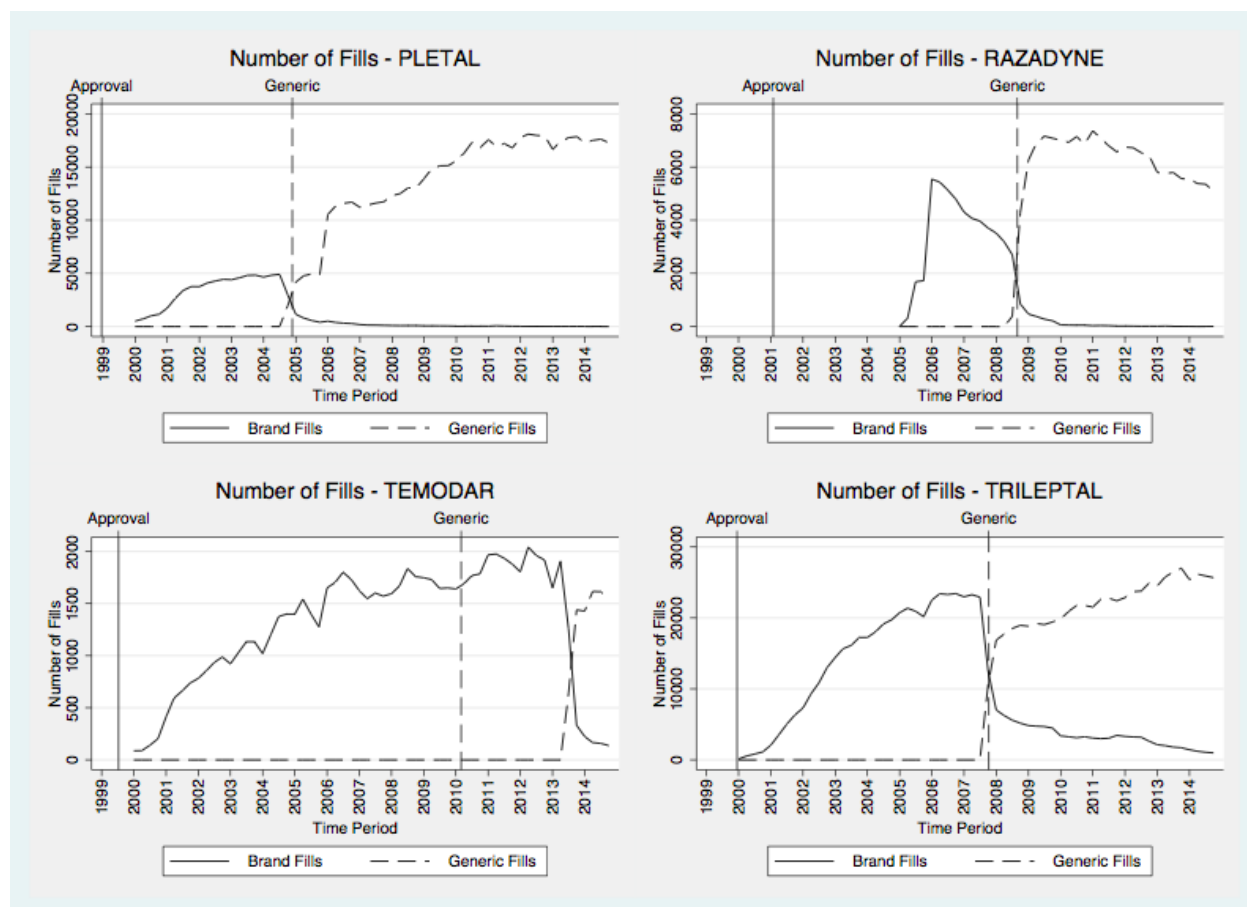 Number of Fills - PLETAL
Approval Generic
Number of Fills
20000
15000
10000
5000
0
1999 2000 2001 2002 2003 2004 2005 2006 2007 2008 2009 2010 2011 2012 2013 2014
Time Period
Brand Fills Generic Fills
Number of Fills - RAZADYNE
Approval Generic
Number of Fills
8000
6000
4000
2000
0
1999 2000 2001 2002 2003 2004 2005 2006 2007 2008 2009 2010 2011 2012 2013 2014
Time Period
Brand Fills Generic Fills
Number of Fills - TEMODAR
Approval Generic
Number of Fills
2000
1500
1000
500
0
1999 2000 2001 2002 2003 2004 2005 2006 2007 2008 2009 2010 2011 2012 2013 2014
Time Period
Brand Fills Generic Fills
Number of Fills - TRILEPTAL
Approval Generic
Number of Fills
30000
20000
10000
0
1999 2000 2001 2002 2003 2004 2005 2006 2007 2008 2009 2010 2011 2012 2013 2014
Time Period
Brand Fills Generic Fills